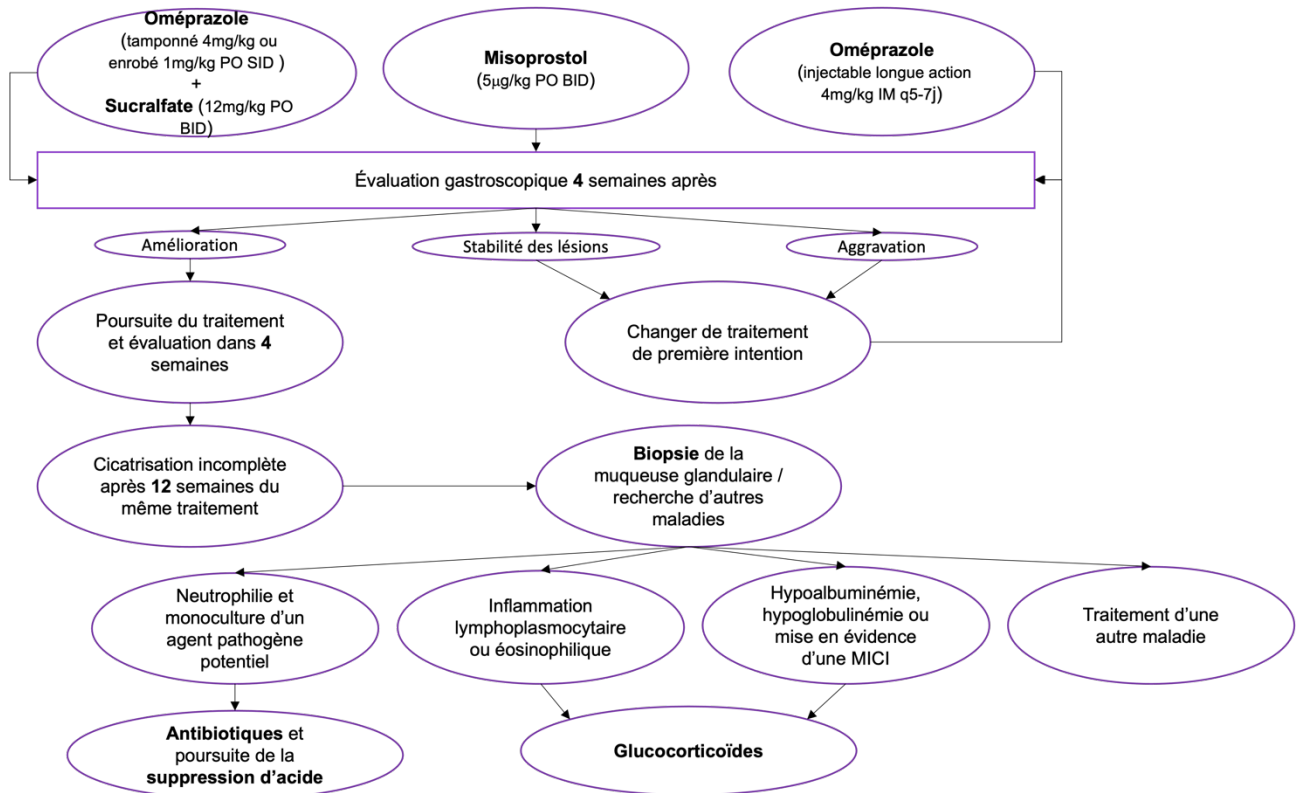 Oméprazole
(tamponné 4mg/kg ou
enrobé 1mg/kg PO SID )
+
Sucralfate (12mg/kg PO
BID)
Misoprostol
(5µg/kg PO BID)
Oméprazole
(injectable longue action
4mg/kg IM q5-7j)
Évaluation gastroscopique 4 semaines après
Amélioration
Stabilité des lésions
Aggravation
Poursuite du traitement
et évaluation dans 4
semaines
Changer de traitement
de première intention
Cicatrisation incomplète
après 12 semaines du
même traitement
Biopsie de la
muqueuse glandulaire /
recherche d’autres
maladies
Neutrophilie et
monoculture d’un
agent pathogène
potentiel
Inflammation
lymphoplasmocytaire
ou éosinophilique
Hypoalbuminémie,
hypoglobulinémie ou
mise en évidence
d’une MICI
Traitement d’une
autre maladie
Antibiotiques et
poursuite de la
suppression d’acide
Glucocorticoïdes